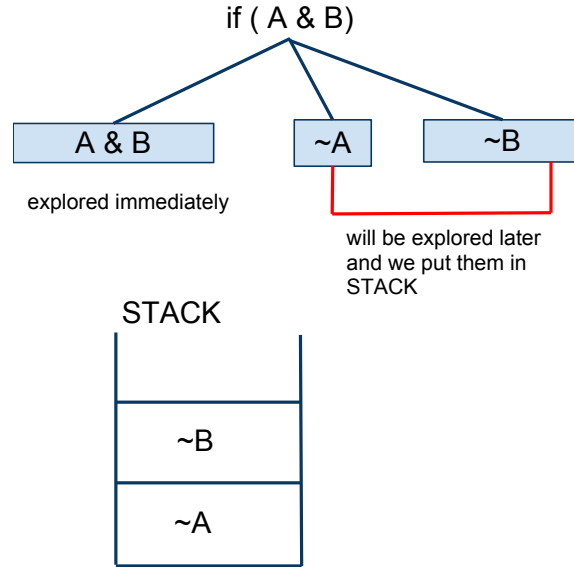 if ( A & B)
A & B
~A
~B
explored immediately
will be explored later
and we put them in
STACK
STACK
~B
~A